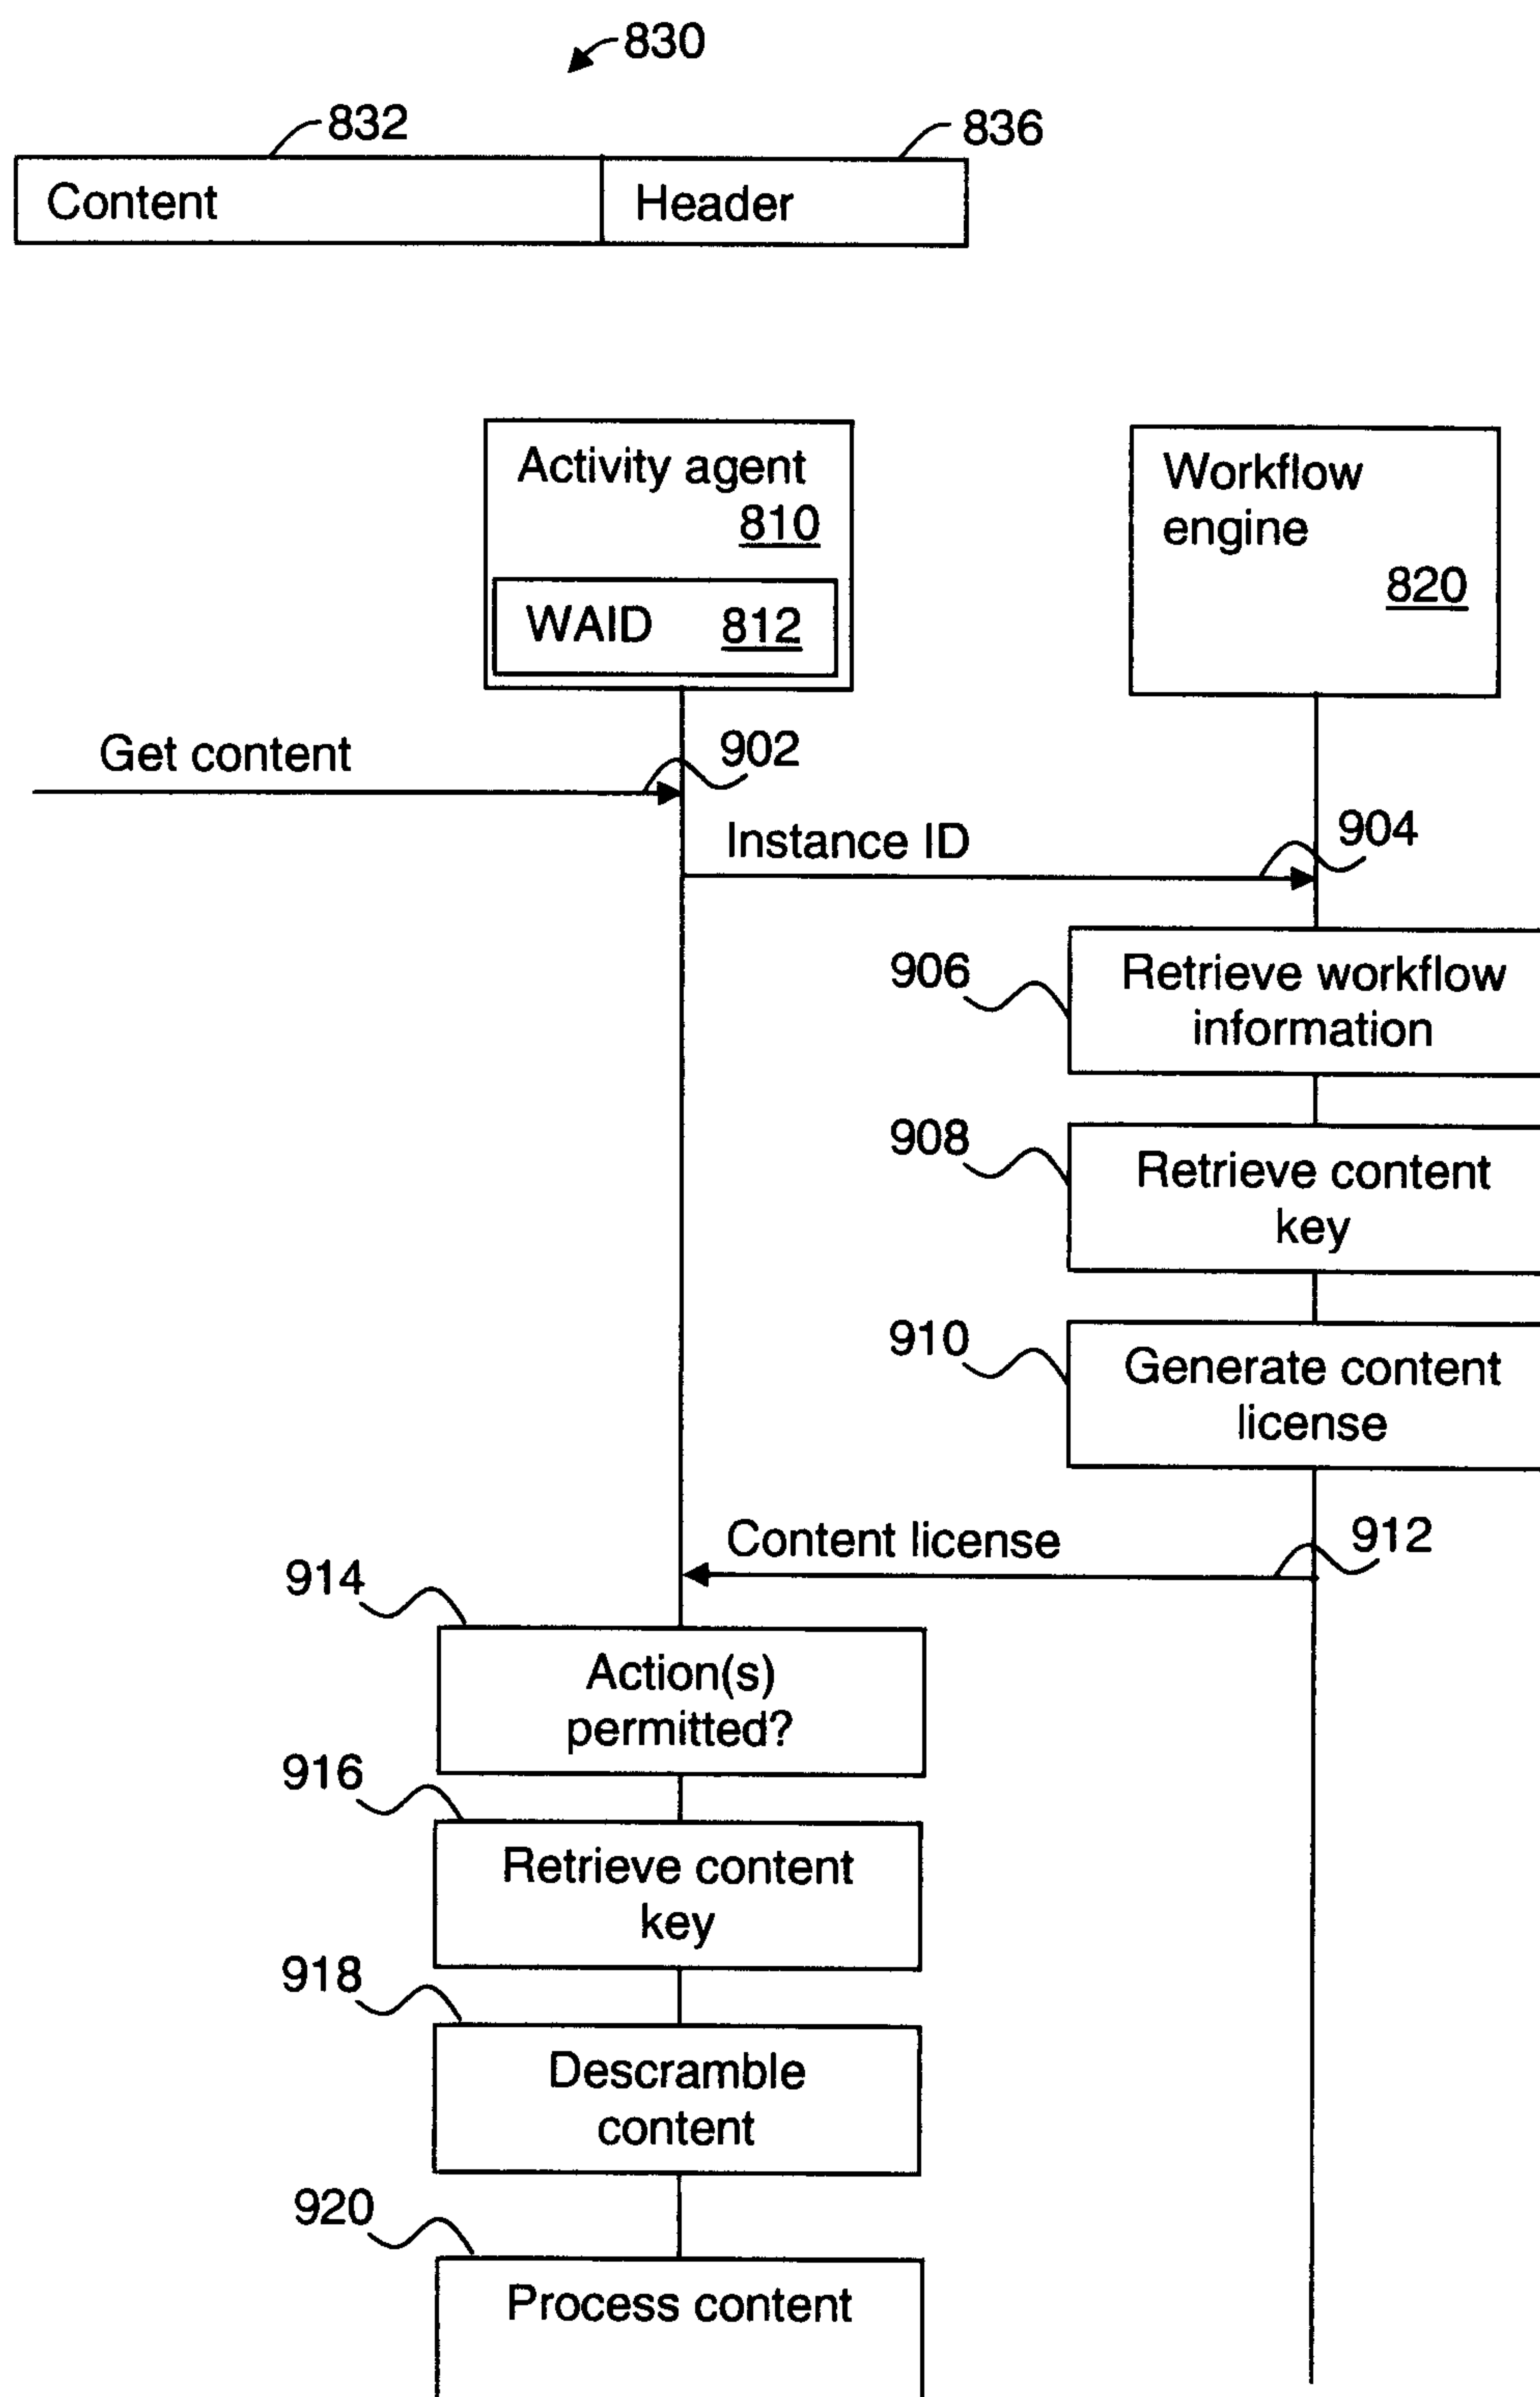 830
832
836
Content
Header
Activity agent
810
WAID 812
Workflow
engine
820
Get content
902
Instance ID
904
906
Retrieve workflow
information
908
Retrieve content
key
910
Generate content
license
Content license
912
914
Action(s)
permitted?
916
Retrieve content
key
918
Descramble
content
920
Process content